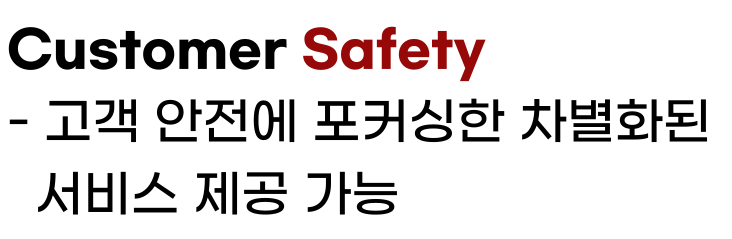 Customer Safety
- 고객 안전에 포커싱한 차별화된
서비스 제공 가능